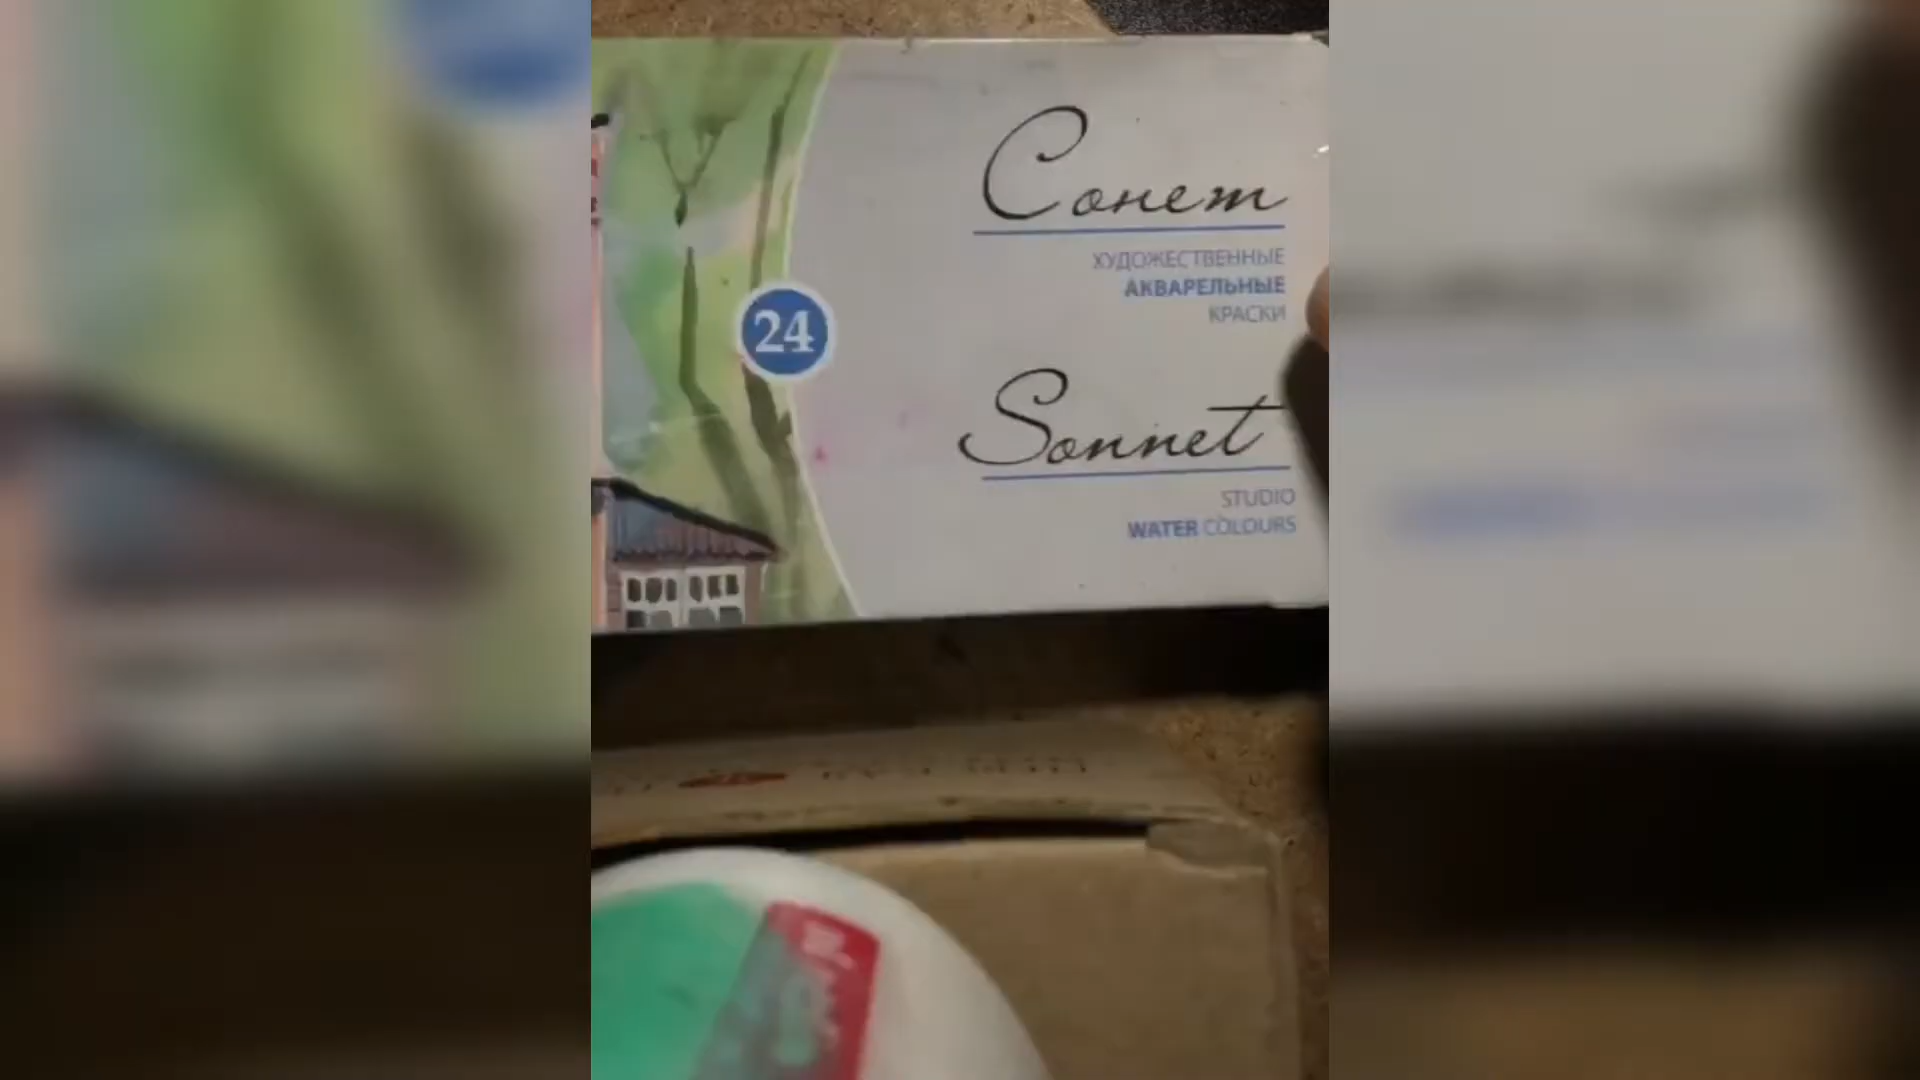 Сонет
ХУДОЖЕСТВЕННЫЕ
АКВАРЕЛЬНЫЕ
КРАСКИ
24
Sonnet
STUDIO
WATER COLOURS